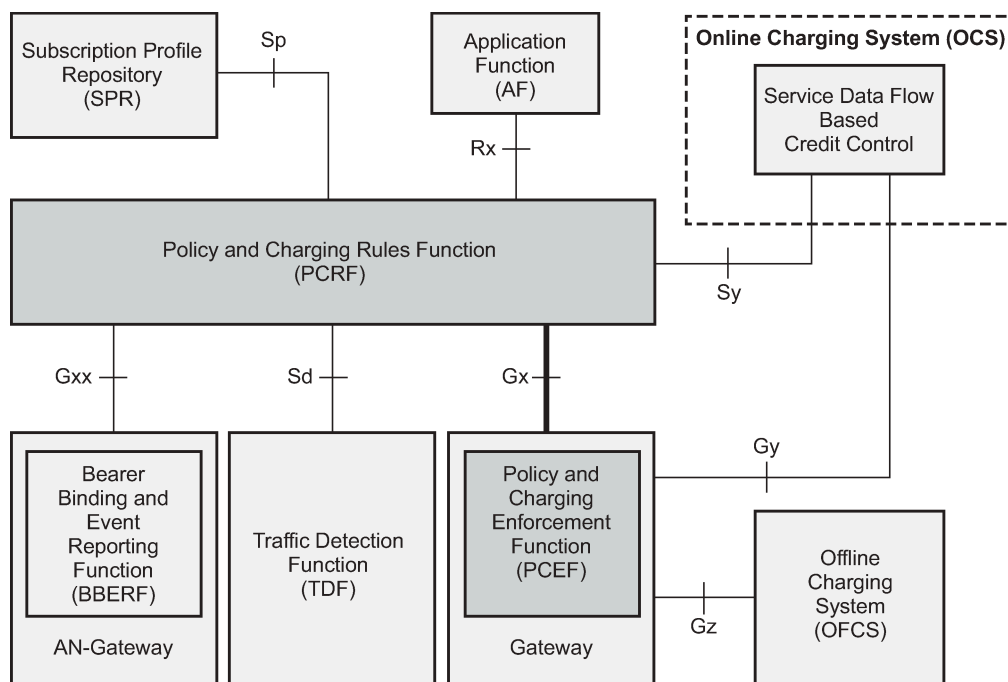 Subscription Profile
Repository
(SPR)
Sp
Application
Function
(AF)
Rx
Online Charging System (OCS)
Service Data Flow
Based
Credit Control
Policy and Charging Rules Function
(PCRF)
Sy
Gxx
Sd
Gx
Gy
Bearer
Binding and
Event
Reporting
Function
(BBERF)
AN-Gateway
Traffic Detection
Function
(TDF)
Policy and
Charging
Enforcement
Function
(PCEF)
Gateway
Gz
Offline
Charging
System
(OFCS)